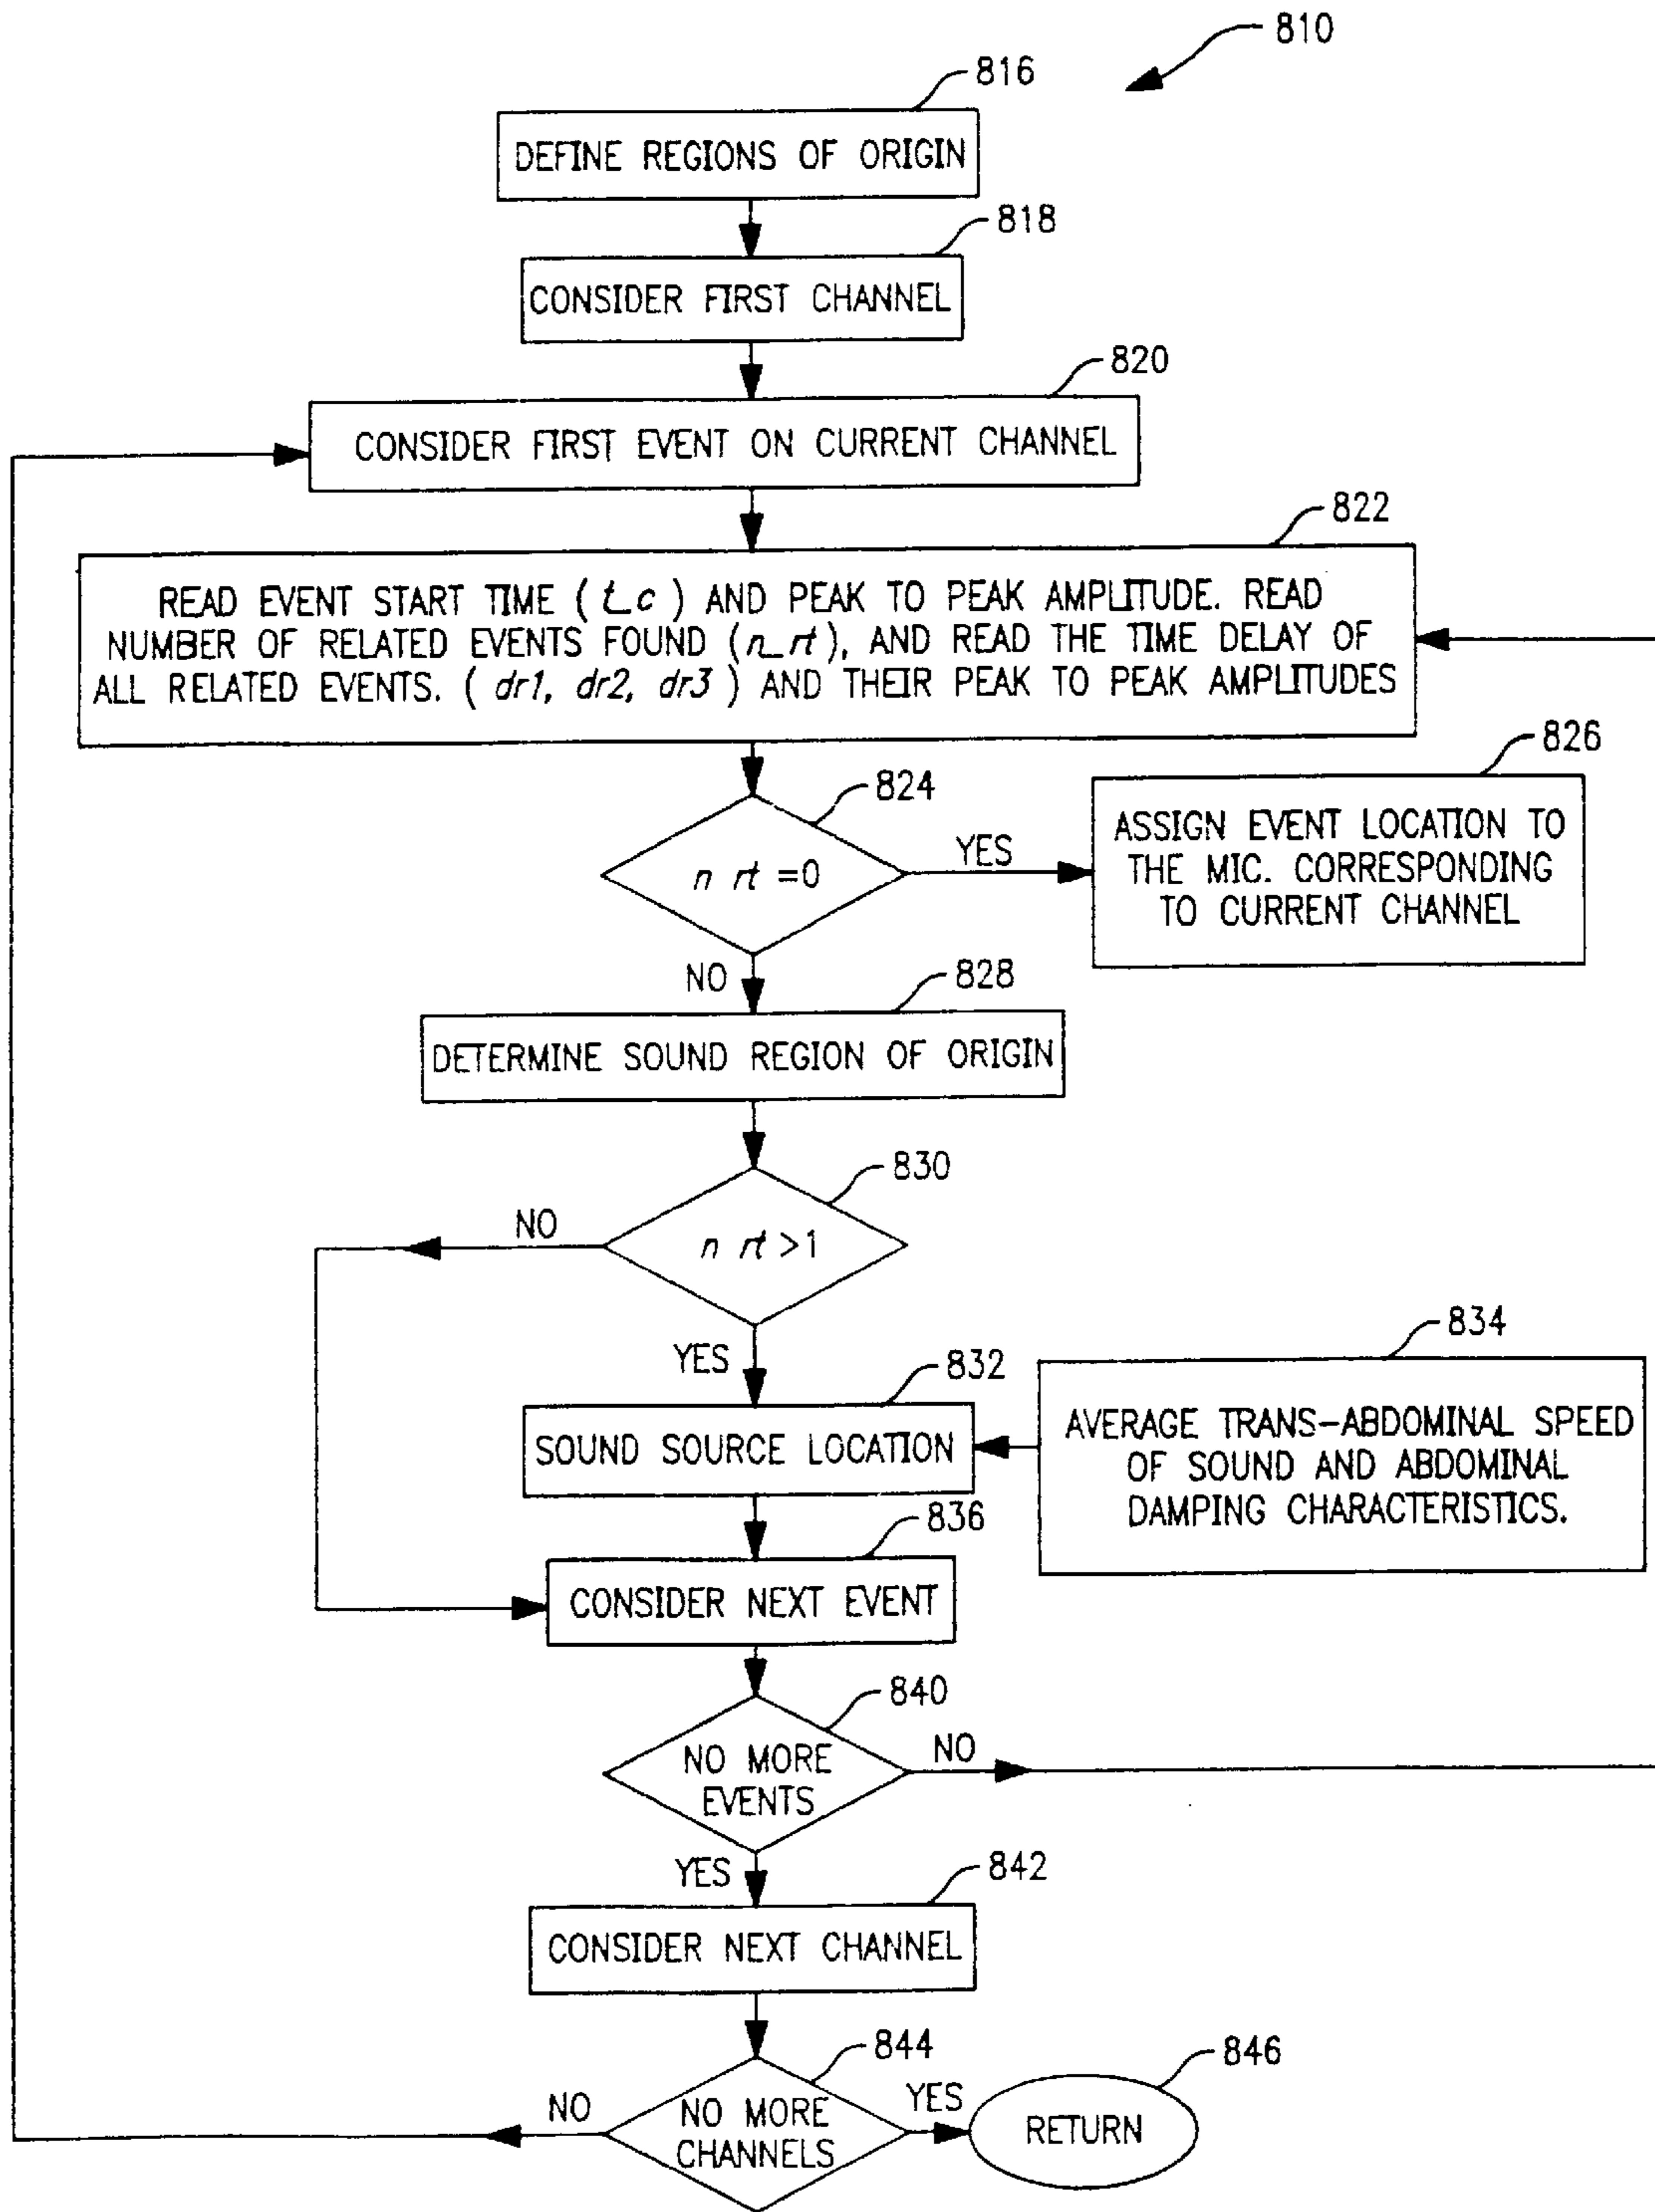 810
816
DEFINE REGIONS OF ORIGIN
818
CONSIDER FIRST CHANNEL
820
CONSIDER FIRST EVENT ON CURRENT CHANNEL
822
READ EVENT START TIME (t_c) AND PEAK TO PEAK AMPLITUDE. READ
NUMBER OF RELATED EVENTS FOUND (n_rt), AND READ THE TIME DELAY OF
ALL RELATED EVENTS. (dr1, dr2, dr3) AND THEIR PEAK TO PEAK AMPLITUDES
824
n rt =0
YES
826
ASSIGN EVENT LOCATION TO
THE MIC. CORRESPONDING
TO CURRENT CHANNEL
NO
828
DETERMINE SOUND REGION OF ORIGIN
830
n rt >1
NO
YES
832
SOUND SOURCE LOCATION
834
AVERAGE TRANS-ABDOMINAL SPEED
OF SOUND AND ABDOMINAL
DAMPING CHARACTERISTICS.
836
CONSIDER NEXT EVENT
840
NO MORE
EVENTS
NO
YES
842
CONSIDER NEXT CHANNEL
844
NO MORE
CHANNELS
NO
YES
846
RETURN